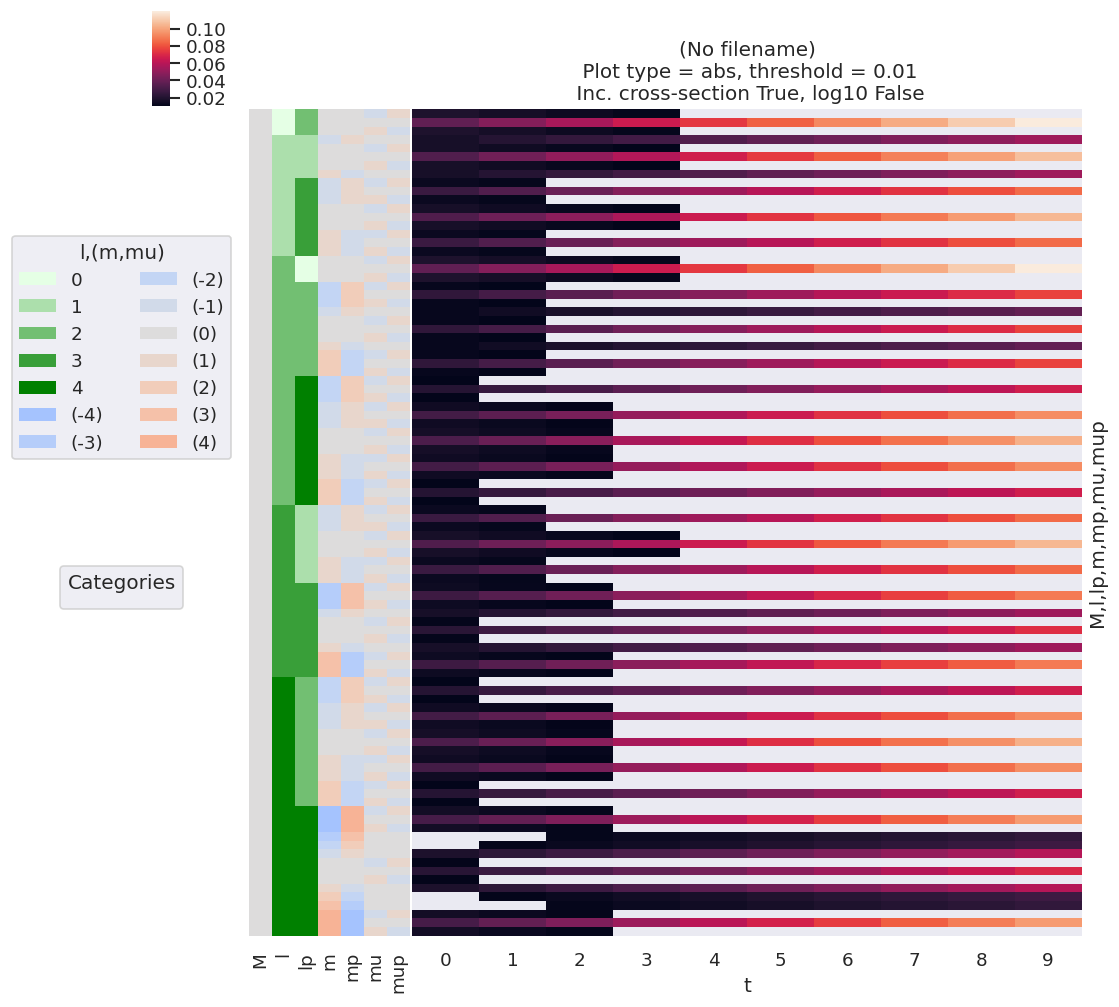 0.10
0.08
0.06
0.04
0.02
(No filename)
Plot type = abs, threshold = 0.01
Inc. cross-section True, log10 False
l,(m,mu)
0 (-2)
1 (-1)
2 (0)
3 (1)
4 (2)
(-4) (3)
(-3) (4)
Categories
M,l,lp,m,mp,mu,mup
M l lp m mp mu mup 0 1 2 3 4 5 6 7 8 9
t